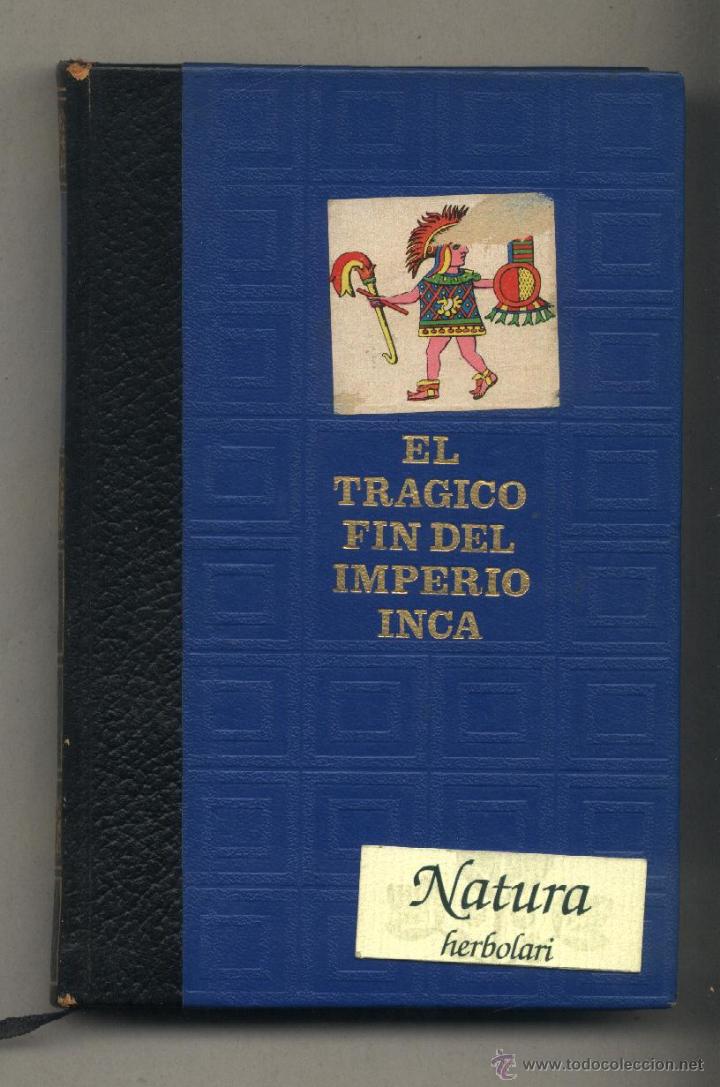 EL
TRAGICO
FIN DEL
IMPERIO
INCA
Natura
herbolari
© www.todocoleccion.net